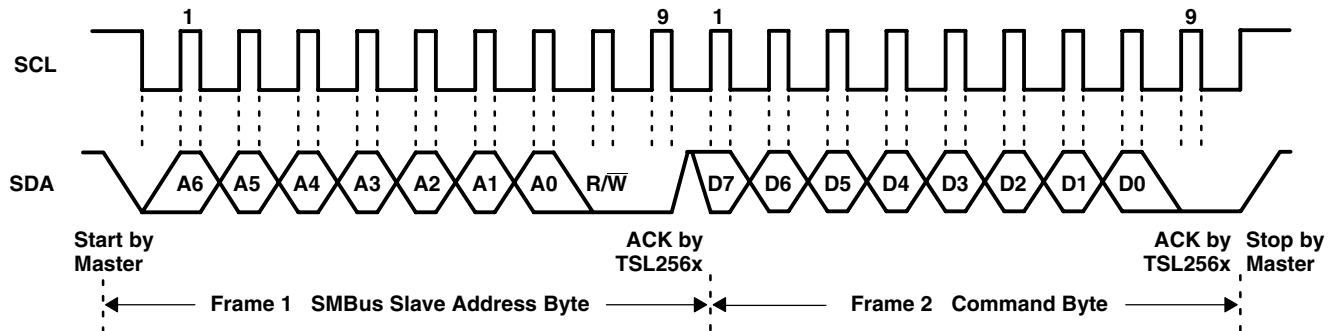 1 9 1 9
SCL
SDA A6 A5 A4 A3 A2 A1 A0 R/W̅ D7 D6 D5 D4 D3 D2 D1 D0
Start by
Master
ACK by
TSL256x
ACK by
TSL256x
Stop by
Master
Frame 1 SMBus Slave Address Byte
Frame 2 Command Byte